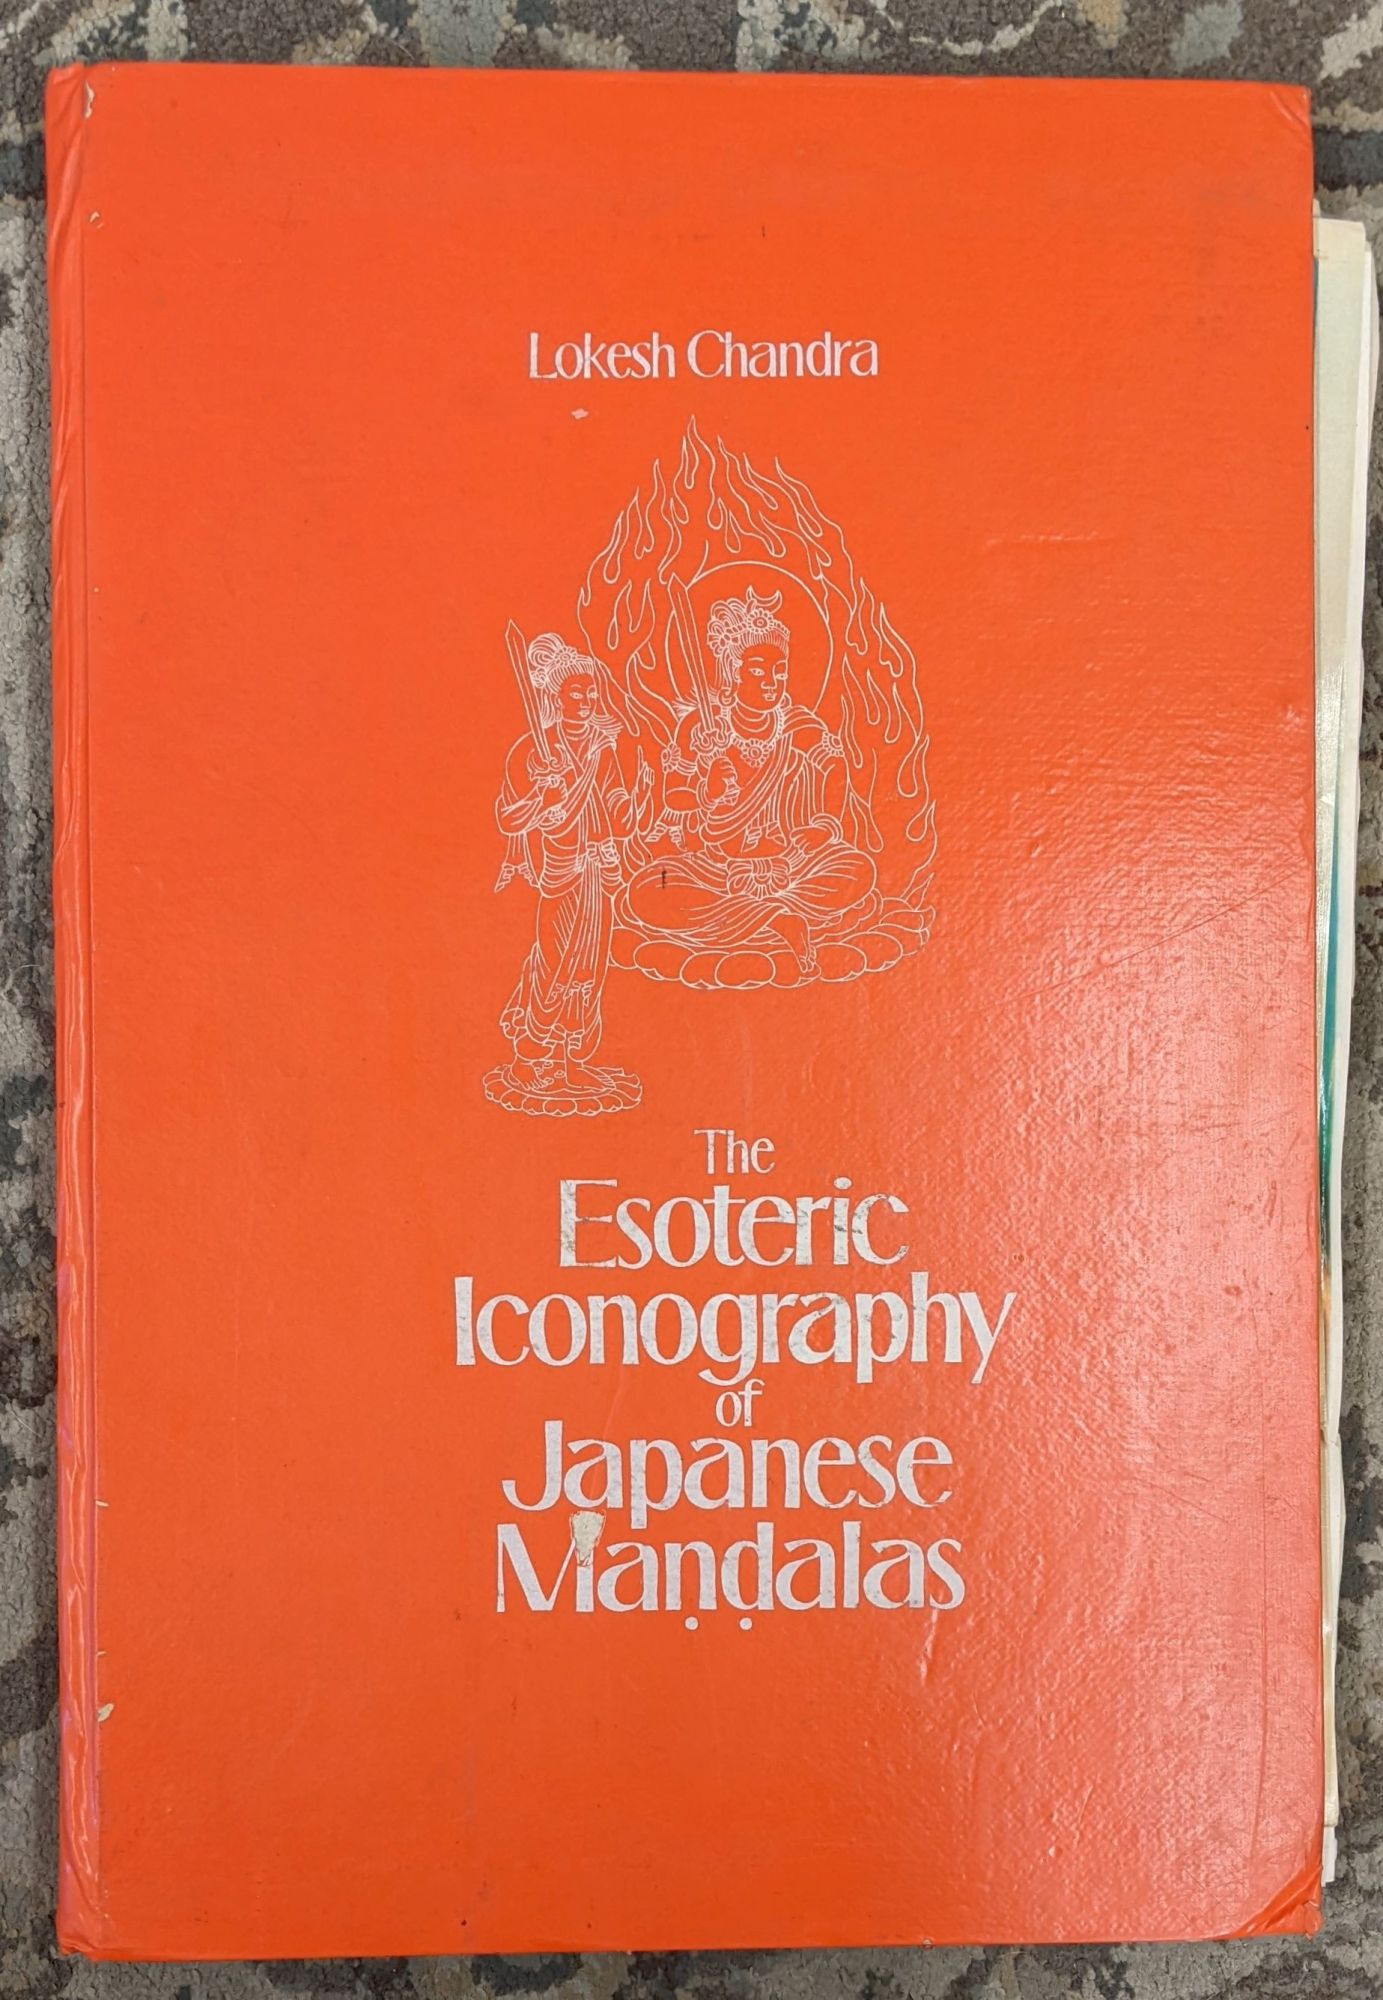 Lokesh Chandra
The
Esoteric
Iconography
of
Japanese
Maṇḍalas